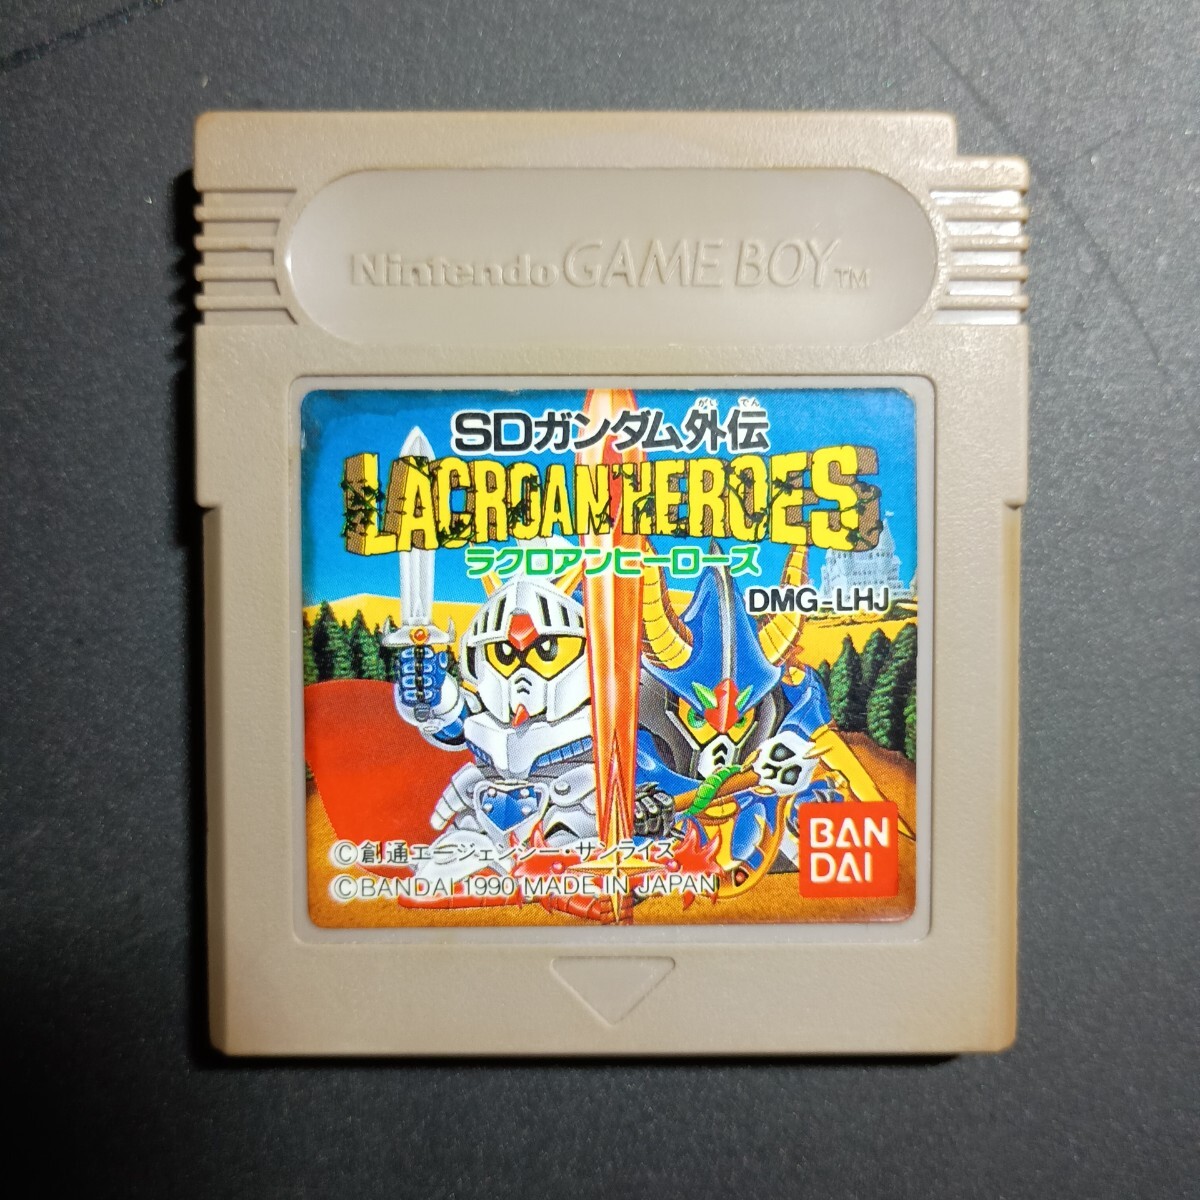 Nintendo GAME BOY TM
がい でん
SDガンダム外伝
LACROAN HEROES
ラクロアンヒーローズ
DMG-LHJ
©創通エージェンシー・サンライズ
©BANDAI 1990 MADE IN JAPAN
BAN
DAI